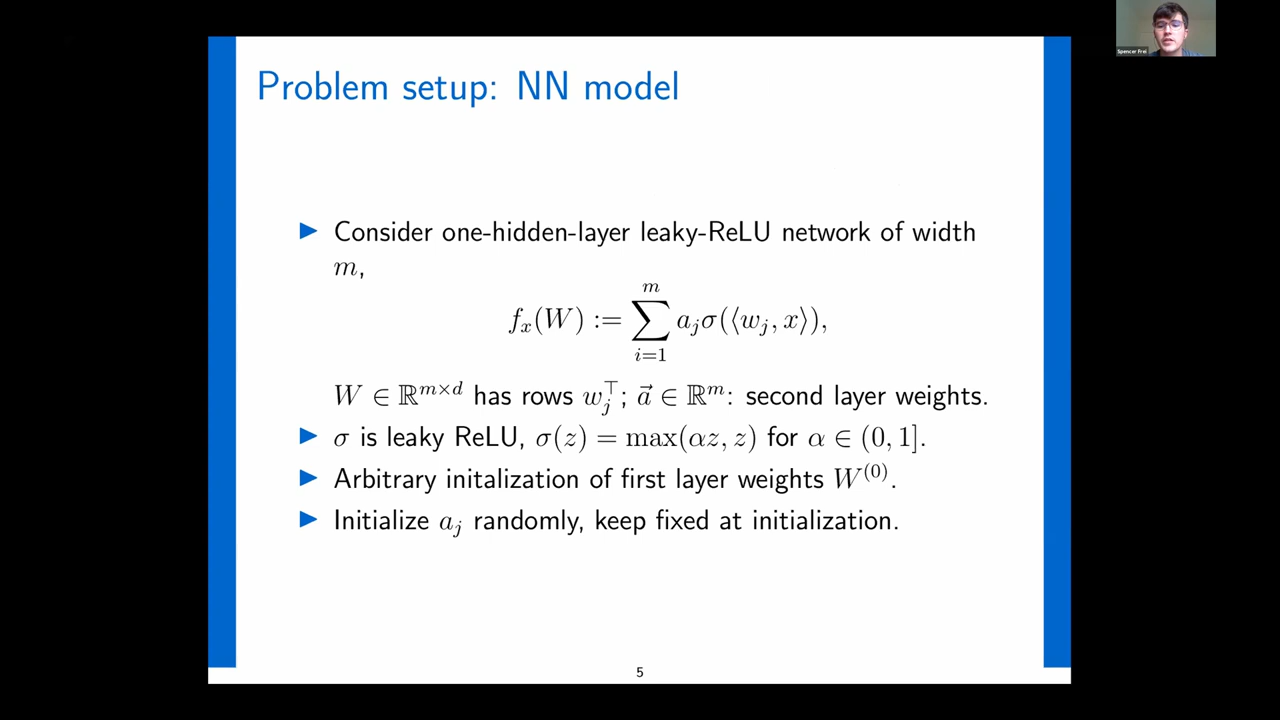 Spencer Frei
Problem setup: NN model
▶ Consider one-hidden-layer leaky-ReLU network of width
m,
f_x(W) := \sum_{i=1}^{m} a_j σ(⟨w_j, x⟩),
W ∈ ℝ^{m×d} has rows w_j^⊤; \vec{a} ∈ ℝ^m: second layer weights.
▶ σ is leaky ReLU, σ(z) = max(αz, z) for α ∈ (0, 1].
▶ Arbitrary initalization of first layer weights W^{(0)}.
▶ Initialize a_j randomly, keep fixed at initialization.
5